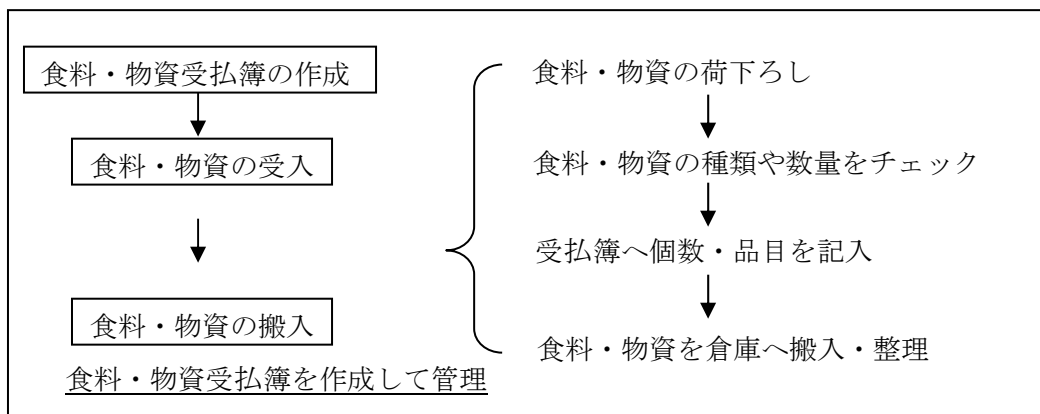 食料・物資受払簿の作成
食料・物資の受入
食料・物資の搬入
食料・物資受払簿を作成して管理
食料・物資の荷下ろし
食料・物資の種類や数量をチェック
受払簿へ個数・品目を記入
食料・物資を倉庫へ搬入・整理